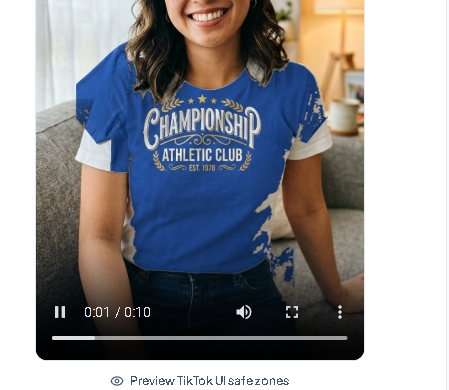 CHAMPIONSHIP
ATHLETIC CLUB
EST. 1978
0:01 / 0:10
Preview TikTok UI safe zones